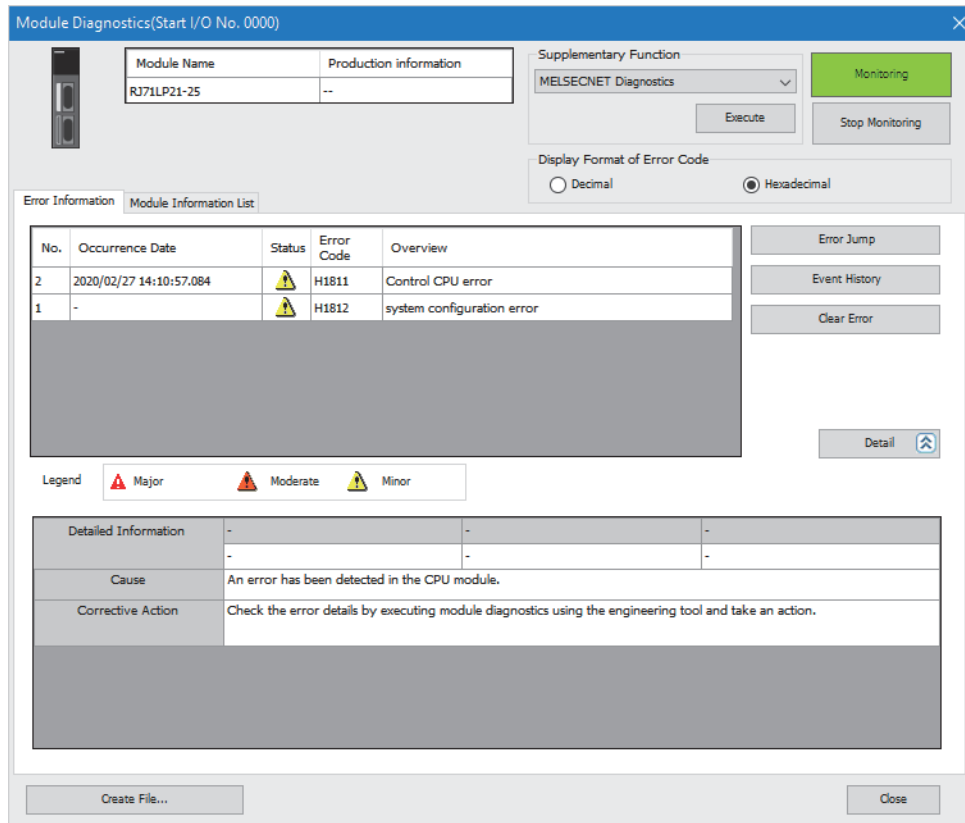 Module Diagnostics(Start I/O No. 0000)
Module Name Production information
RJ71LP21-25 --
Supplementary Function
MELSECNET Diagnostics
Execute
Monitoring
Stop Monitoring
Display Format of Error Code
Decimal Hexadecimal
Error Information Module Information List
No. Occurrence Date Status Error Code Overview
2 2020/02/27 14:10:57.084 H1811 Control CPU error
1 - H1812 system configuration error
Error Jump
Event History
Clear Error
Detail
Legend Major Moderate Minor
Detailed Information - - -
- - -
Cause An error has been detected in the CPU module.
Corrective Action Check the error details by executing module diagnostics using the engineering tool and take an action.
Create File... Close